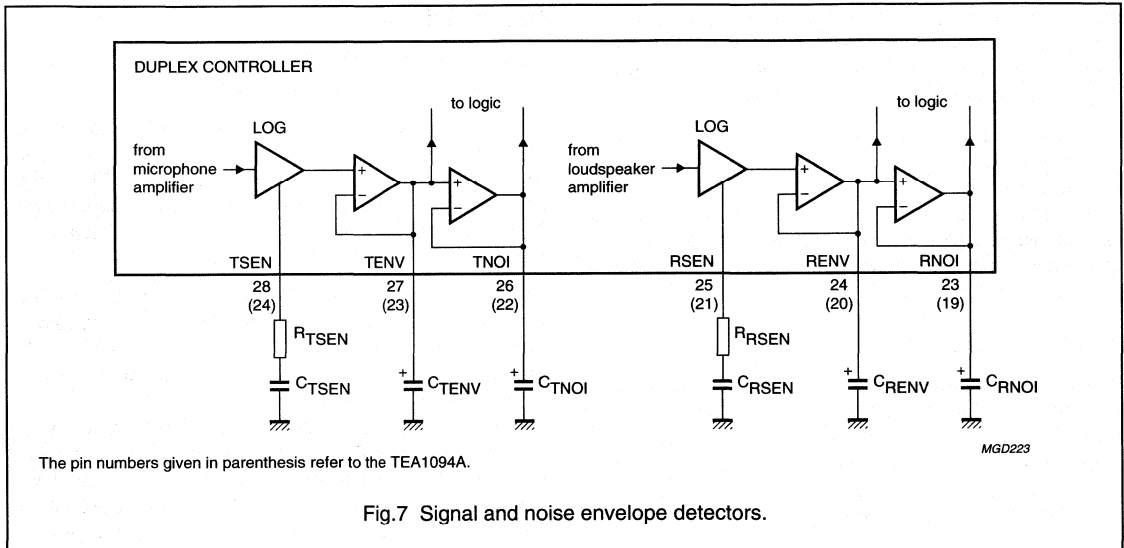 DUPLEX CONTROLLER
to logic
to logic
LOG
LOG
from
microphone
amplifier
from
loudspeaker
amplifier
+
−
+
−
+
−
+
−
TSEN
TENV
TNOI
RSEN
RENV
RNOI
28
(24)
27
(23)
26
(22)
25
(21)
24
(20)
23
(19)
RTSEN
RRSEN
CTSEN
+
CTENV
+
CTNOI
CRSEN
+
CRENV
+
CRNOI
MGD223
The pin numbers given in parenthesis refer to the TEA1094A.
Fig.7 Signal and noise envelope detectors.